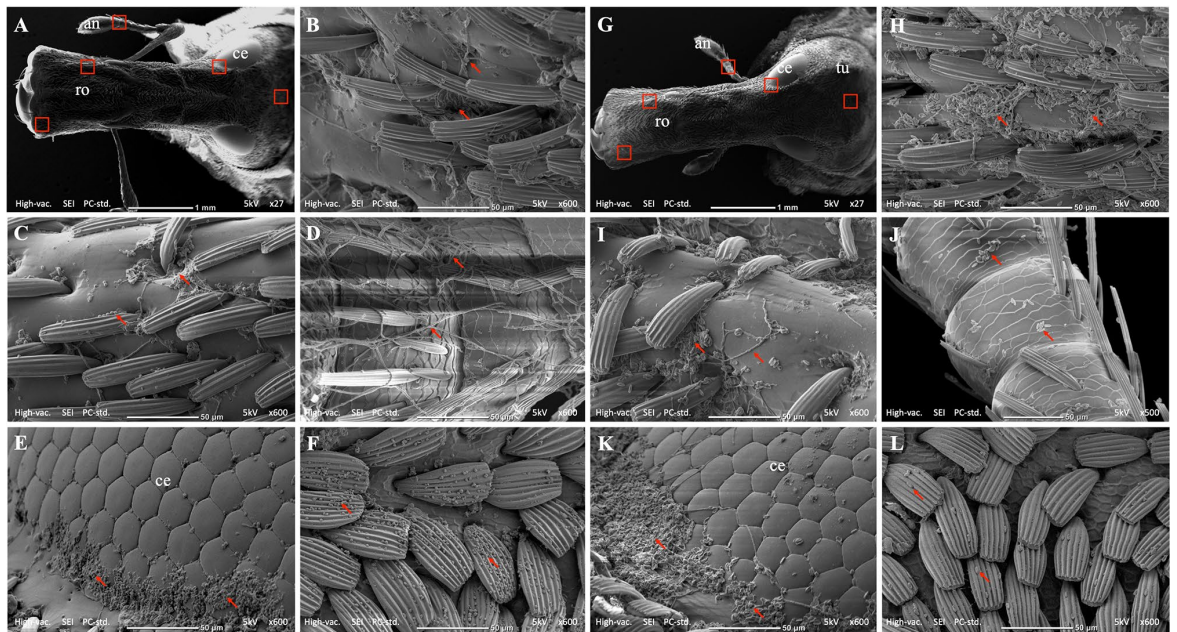 A
an
ce
ro
High-vac. SEI PC-std. 1 mm 5kV x27
B
High-vac. SEI PC-std. 50 µm 5kV x600
G
an
ce
tu
ro
High-vac. SEI PC-std. 1 mm 5kV x27
H
High-vac. SEI PC-std. 50 µm 5kV x600
C
High-vac. SEI PC-std. 50 µm 5kV x600
D
High-vac. SEI PC-std. 50 µm 5kV x600
I
High-vac. SEI PC-std. 50 µm 5kV x600
J
High-vac. SEI PC-std. 50 µm 5kV x600
E
ce
High-vac. SEI PC-std. 50 µm 5kV x600
F
High-vac. SEI PC-std. 50 µm 5kV x600
K
ce
High-vac. SEI PC-std. 50 µm 5kV x600
L
High-vac. SEI PC-std. 50 µm 5kV x600